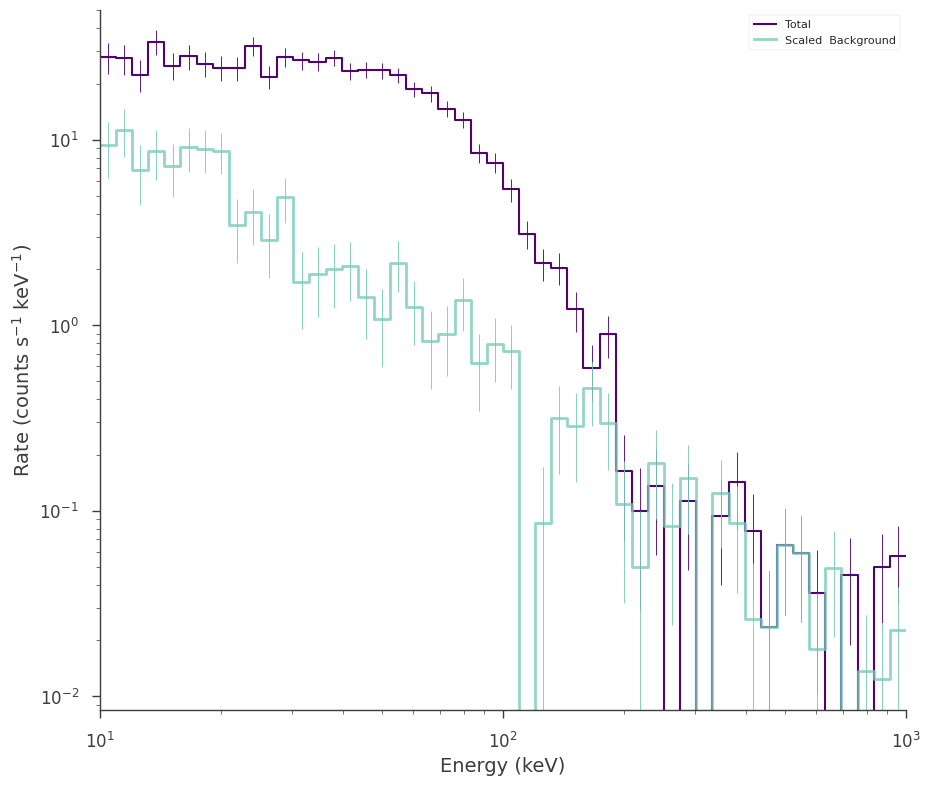 Total
Scaled  Background
10¹
10⁰
10⁻¹
10⁻²
Rate (counts s⁻¹ keV⁻¹)
10¹
10²
10³
Energy (keV)